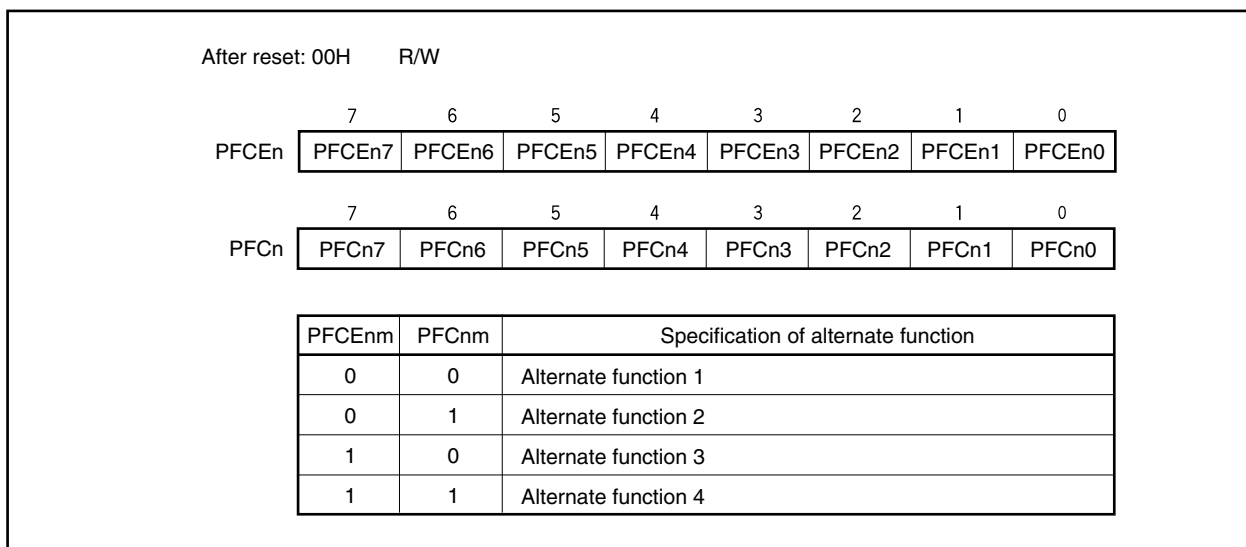 After reset: 00H R/W
7 6 5 4 3 2 1 0
PFCEn PFCEn7 PFCEn6 PFCEn5 PFCEn4 PFCEn3 PFCEn2 PFCEn1 PFCEn0
7 6 5 4 3 2 1 0
PFCn PFCn7 PFCn6 PFCn5 PFCn4 PFCn3 PFCn2 PFCn1 PFCn0
PFCEnm PFCnm Specification of alternate function
0 0 Alternate function 1
0 1 Alternate function 2
1 0 Alternate function 3
1 1 Alternate function 4